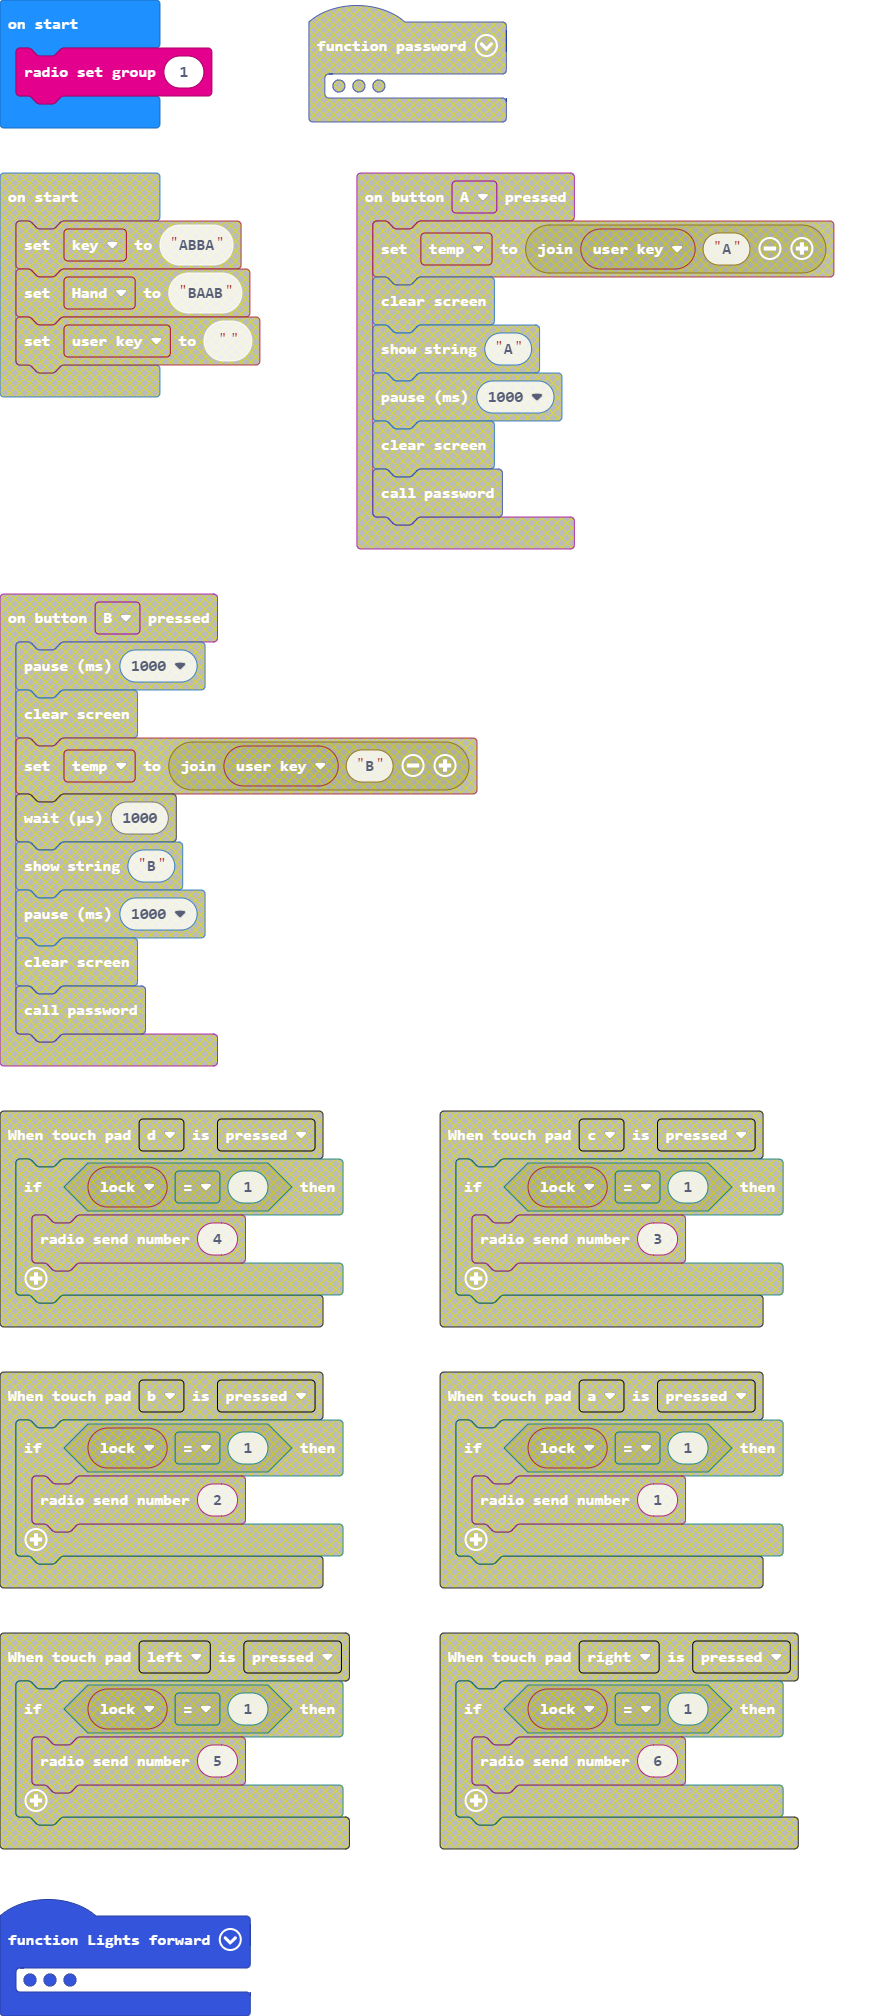 on start
radio set group 1
function password
on start
set key to "ABBA"
set Hand to "BAAB"
set user key to " "
on button A pressed
set temp to join user key "A"
clear screen
show string "A"
pause (ms) 1000
clear screen
call password
on button B pressed
pause (ms) 1000
clear screen
set temp to join user key "B"
wait (µs) 1000
show string "B"
pause (ms) 1000
clear screen
call password
When touch pad d is pressed
if lock = 1 then
radio send number 4
When touch pad c is pressed
if lock = 1 then
radio send number 3
When touch pad b is pressed
if lock = 1 then
radio send number 2
When touch pad a is pressed
if lock = 1 then
radio send number 1
When touch pad left is pressed
if lock = 1 then
radio send number 5
When touch pad right is pressed
if lock = 1 then
radio send number 6
function Lights forward